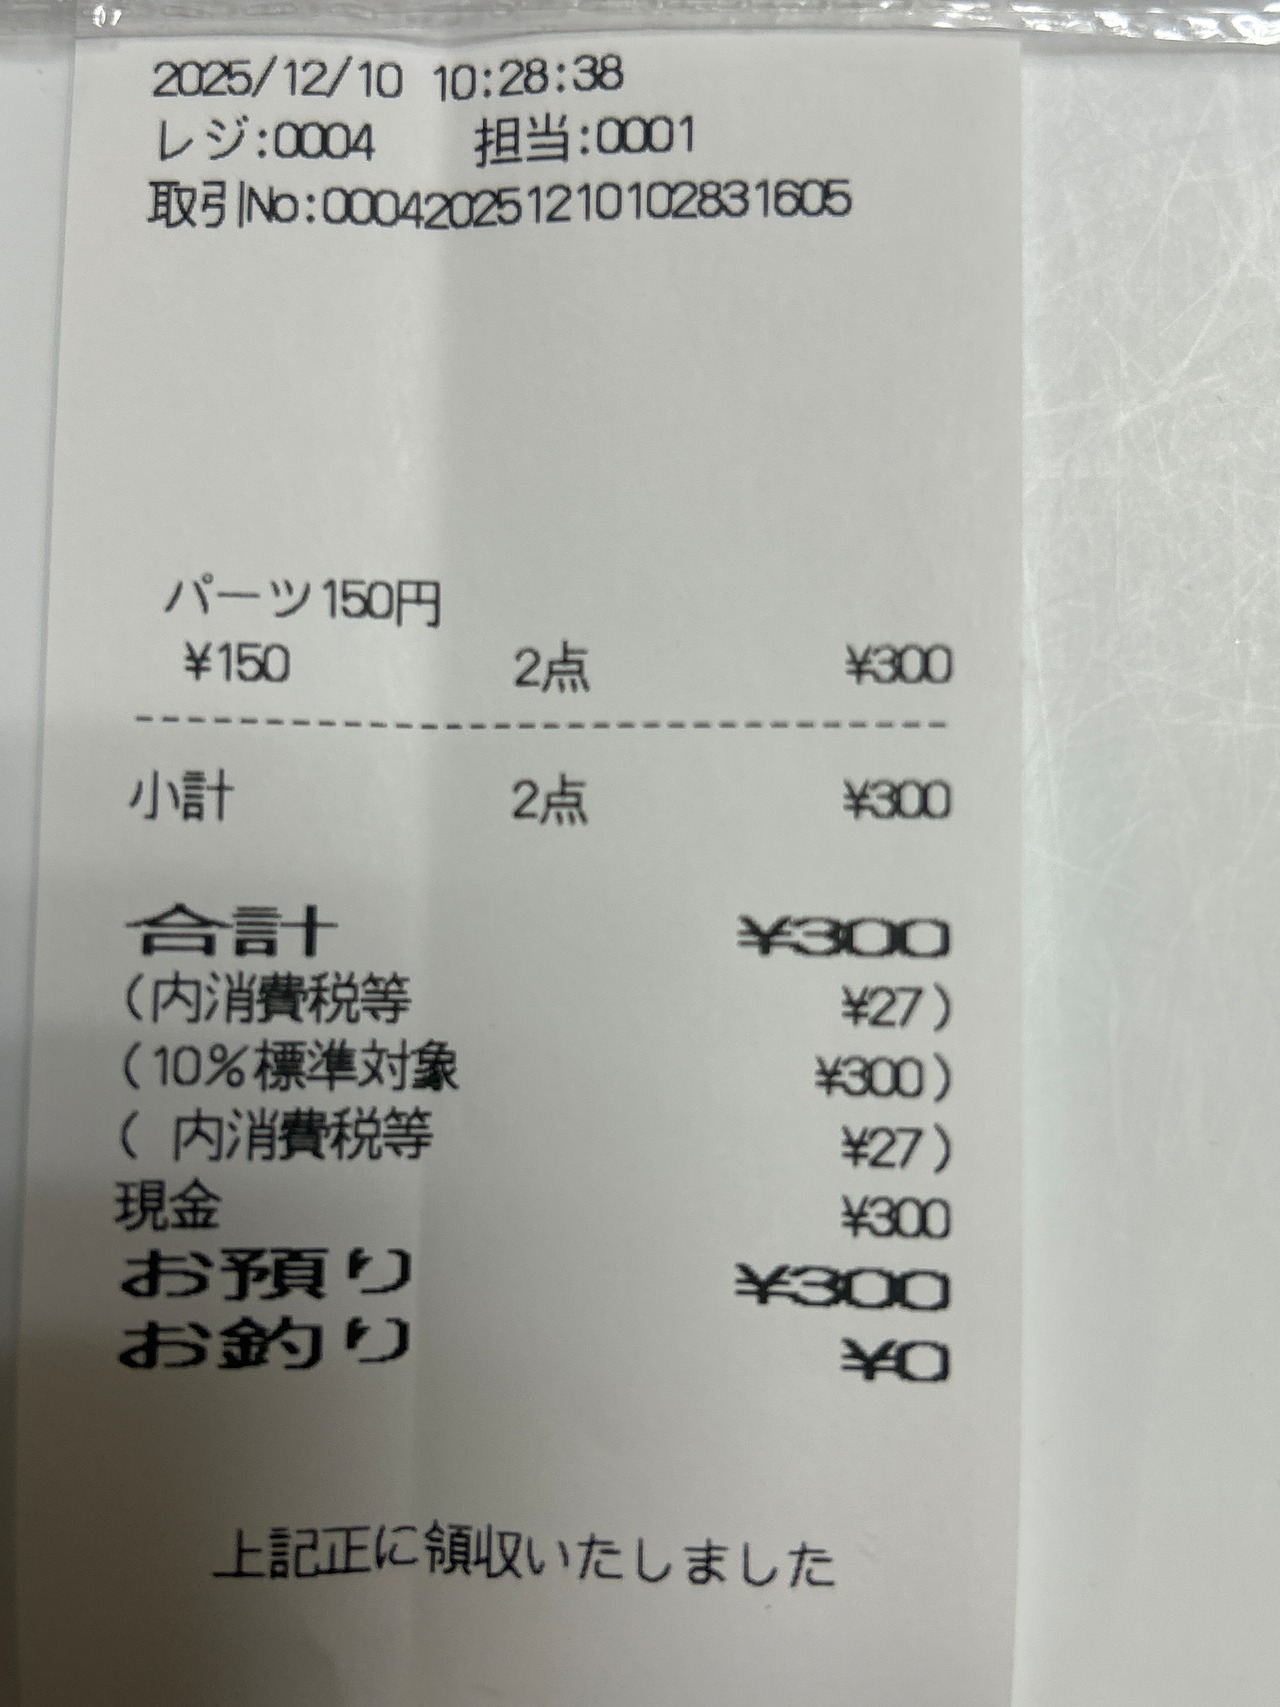 2025/12/10 10:28:38
レジ:0004 担当:0001
取引No:00042025121010283​1605
パーツ150円
¥150 2点 ¥300
小計 2点 ¥300
合計 ¥300
(内消費税等 ¥27)
(10%標準対象 ¥300)
( 内消費税等 ¥27)
現金 ¥300
お預り ¥300
お釣り ¥0
上記正に領収いたしました